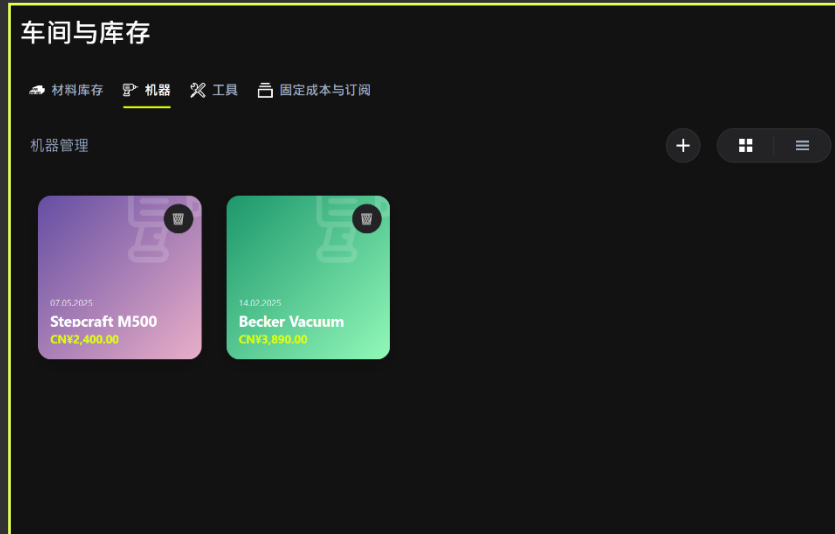 车间与库存
材料库存 机器 工具 固定成本与订阅
机器管理
07.05.2025
Stepcraft M500
CN¥2,400.00
14.02.2025
Becker Vacuum
CN¥3,890.00